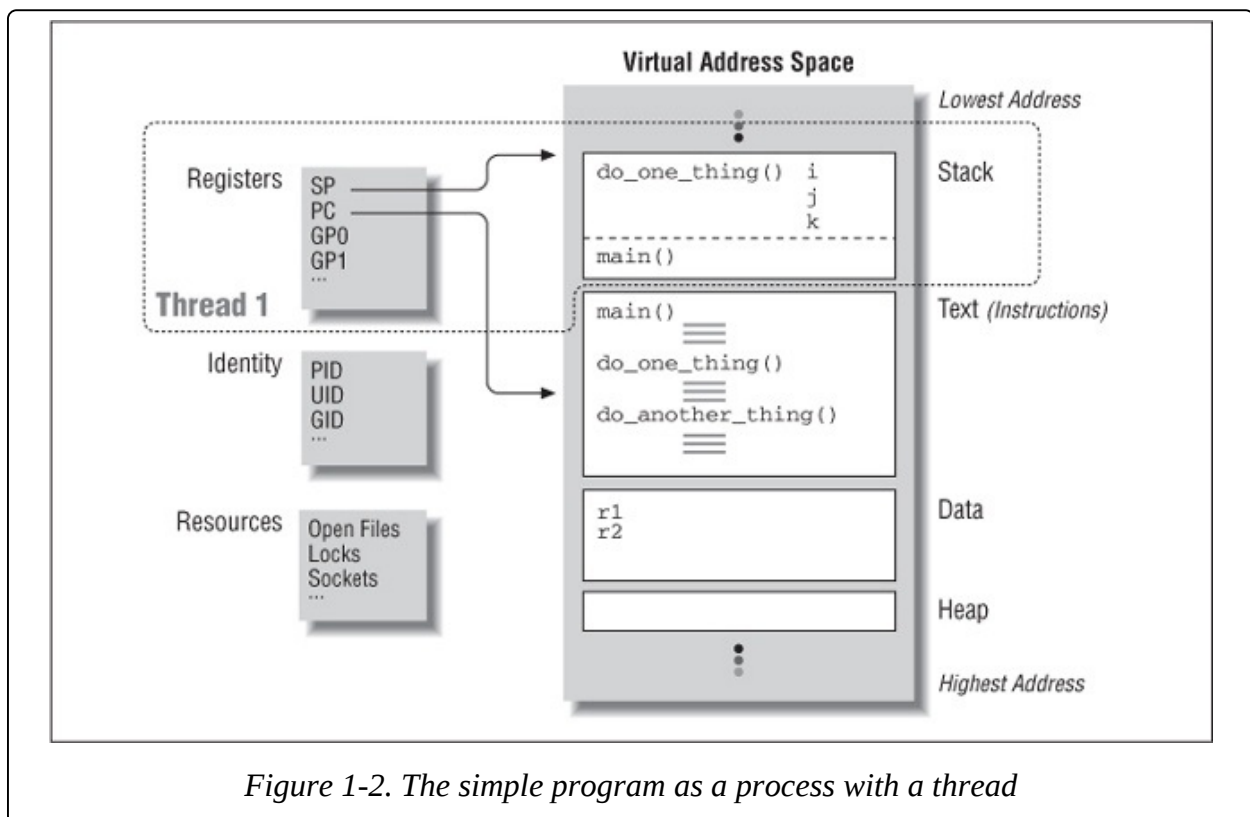 Virtual Address Space
Lowest Address
Registers
SP
PC
GP0
GP1
...
Thread 1
do_one_thing() i
j
k
main()
Stack
Identity
PID
UID
GID
...
main()
do_one_thing()
do_another_thing()
Text (Instructions)
Resources
Open Files
Locks
Sockets
...
r1
r2
Data
Heap
Highest Address
Figure 1-2. The simple program as a process with a thread